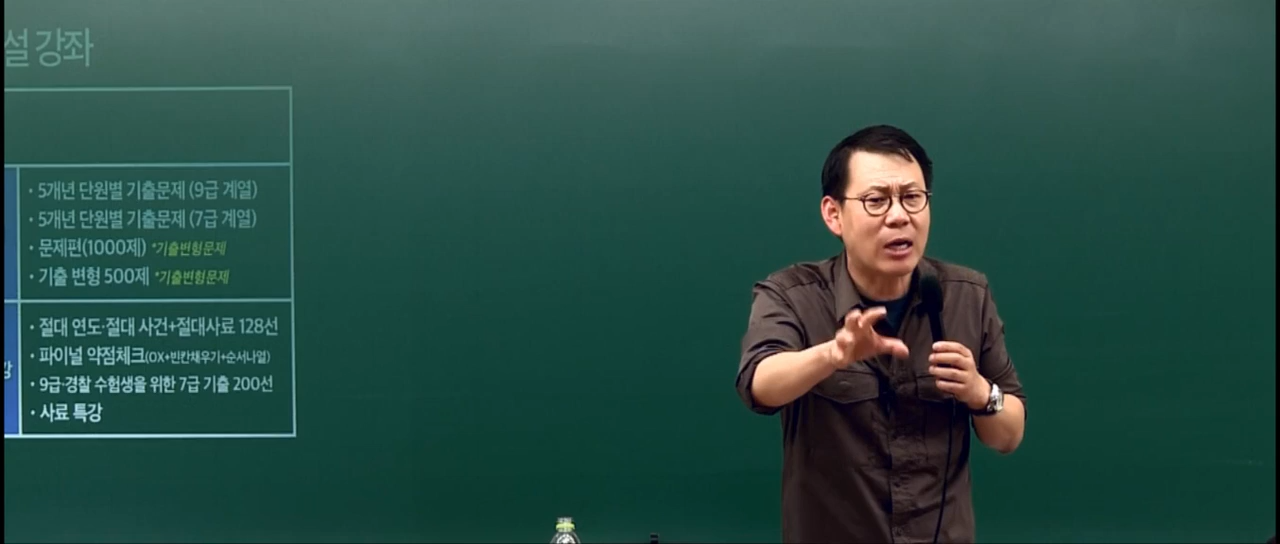 설 강좌
• 5개년 단원별 기출문제 (9급 계열)
• 5개년 단원별 기출문제 (7급 계열)
• 문제편(1000제) *기출변형문제
• 기출 변형 500제 *기출변형문제
• 절대 연도·절대 사건+절대사료 128선
강
• 파이널 약점체크(OX+빈칸채우기+순서나열)
• 9급·경찰 수험생을 위한 7급 기출 200선
• 사료 특강